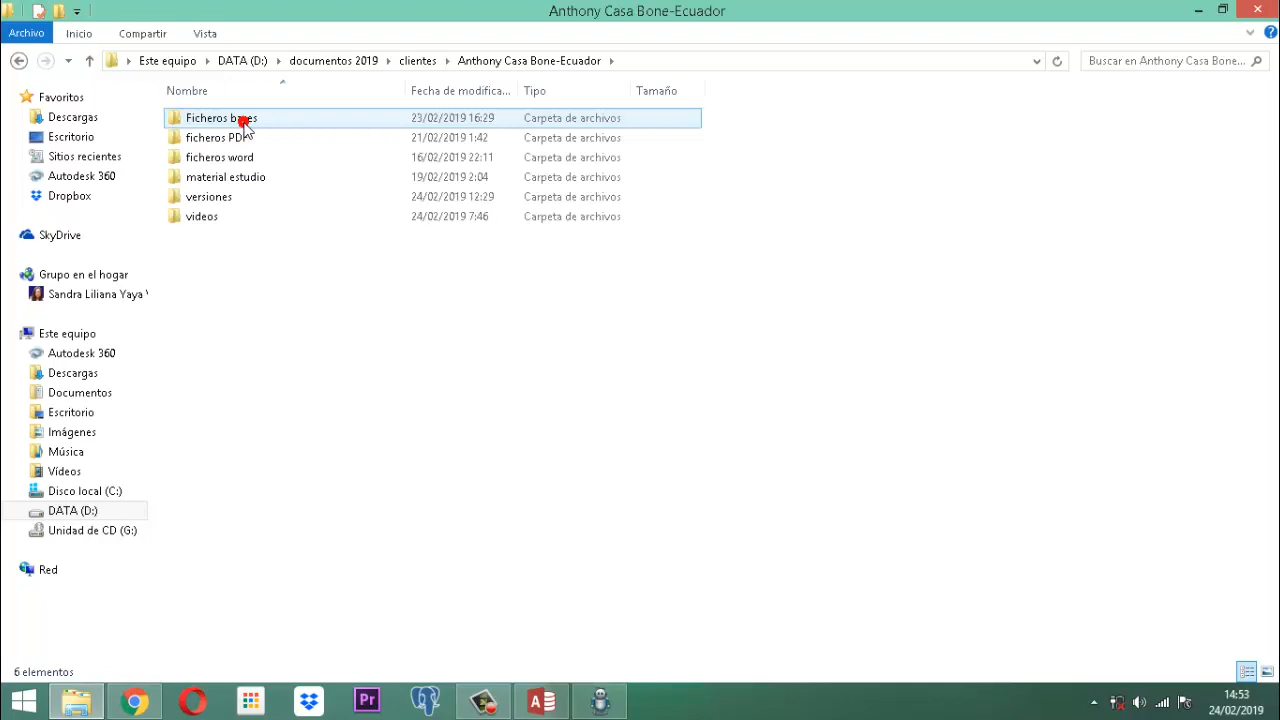 Anthony Casa Bone-Ecuador
Archivo Inicio Compartir Vista
Este equipo DATA (D:) documentos 2019 clientes Anthony Casa Bone-Ecuador Buscar en Anthony Casa Bone...
Nombre Fecha de modifica... Tipo Tamaño
Ficheros bases 23/02/2019 16:29 Carpeta de archivos
ficheros PDF 21/02/2019 1:42 Carpeta de archivos
ficheros word 16/02/2019 22:11 Carpeta de archivos
material estudio 19/02/2019 2:04 Carpeta de archivos
versiones 24/02/2019 12:29 Carpeta de archivos
videos 24/02/2019 7:46 Carpeta de archivos
Favoritos
Descargas
Escritorio
Sitios recientes
Autodesk 360
Dropbox
SkyDrive
Grupo en el hogar
Sandra Liliana Yaya
Este equipo
Autodesk 360
Descargas
Documentos
Escritorio
Imágenes
Música
Vídeos
Disco local (C:)
DATA (D:)
Unidad de CD (G:)
Red
6 elementos
Pr
14:53
24/02/2019